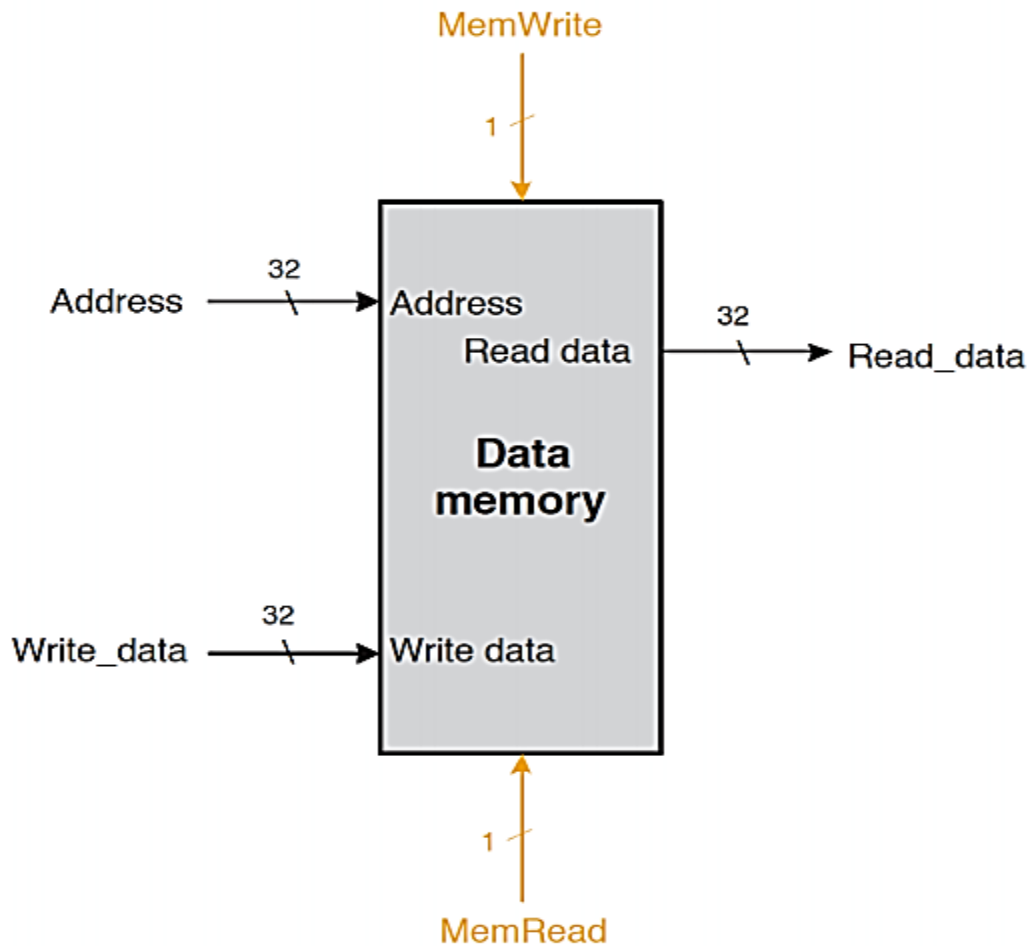 MemWrite
1
32
Address
Address
32
Read data
Read_data
Data
memory
32
Write_data
Write data
1
MemRead